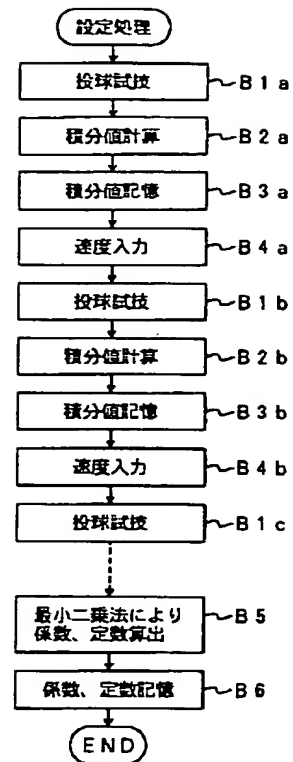 設定処理
投球試技 B1a
積分値計算 B2a
積分値記憶 B3a
速度入力 B4a
投球試技 B1b
積分値計算 B2b
積分値記憶 B3b
速度入力 B4b
投球試技 B1c
最小二乗法により B5
係数、定数算出
係数、定数記憶 B6
END